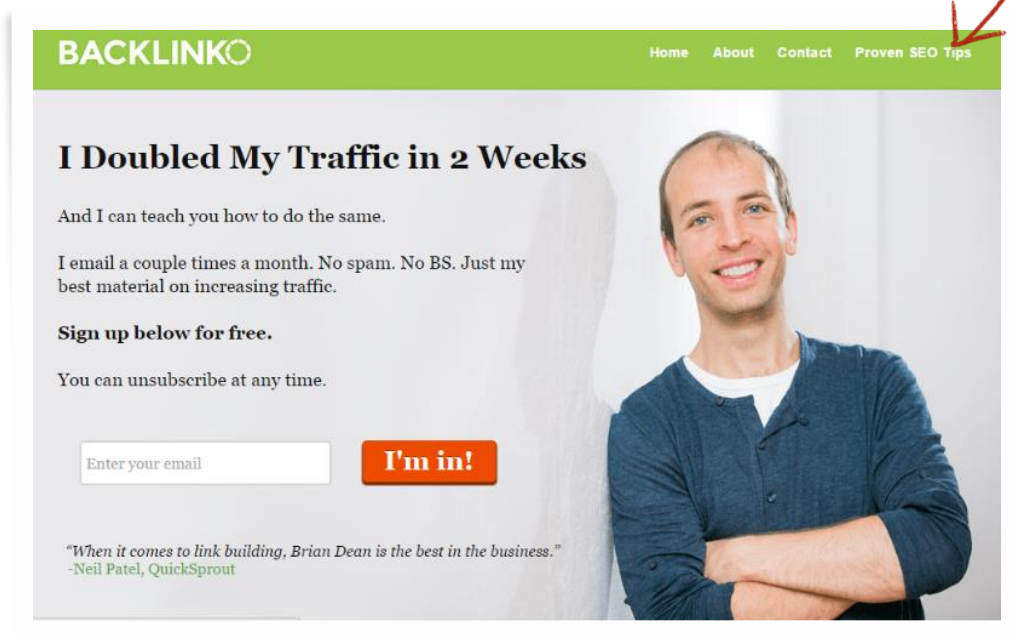 BACKLINKO
Home About Contact Proven SEO Tips
I Doubled My Traffic in 2 Weeks
And I can teach you how to do the same.
I email a couple times a month. No spam. No BS. Just my
best material on increasing traffic.
Sign up below for free.
You can unsubscribe at any time.
Enter your email
I'm in!
“When it comes to link building, Brian Dean is the best in the business.”
-Neil Patel, QuickSprout